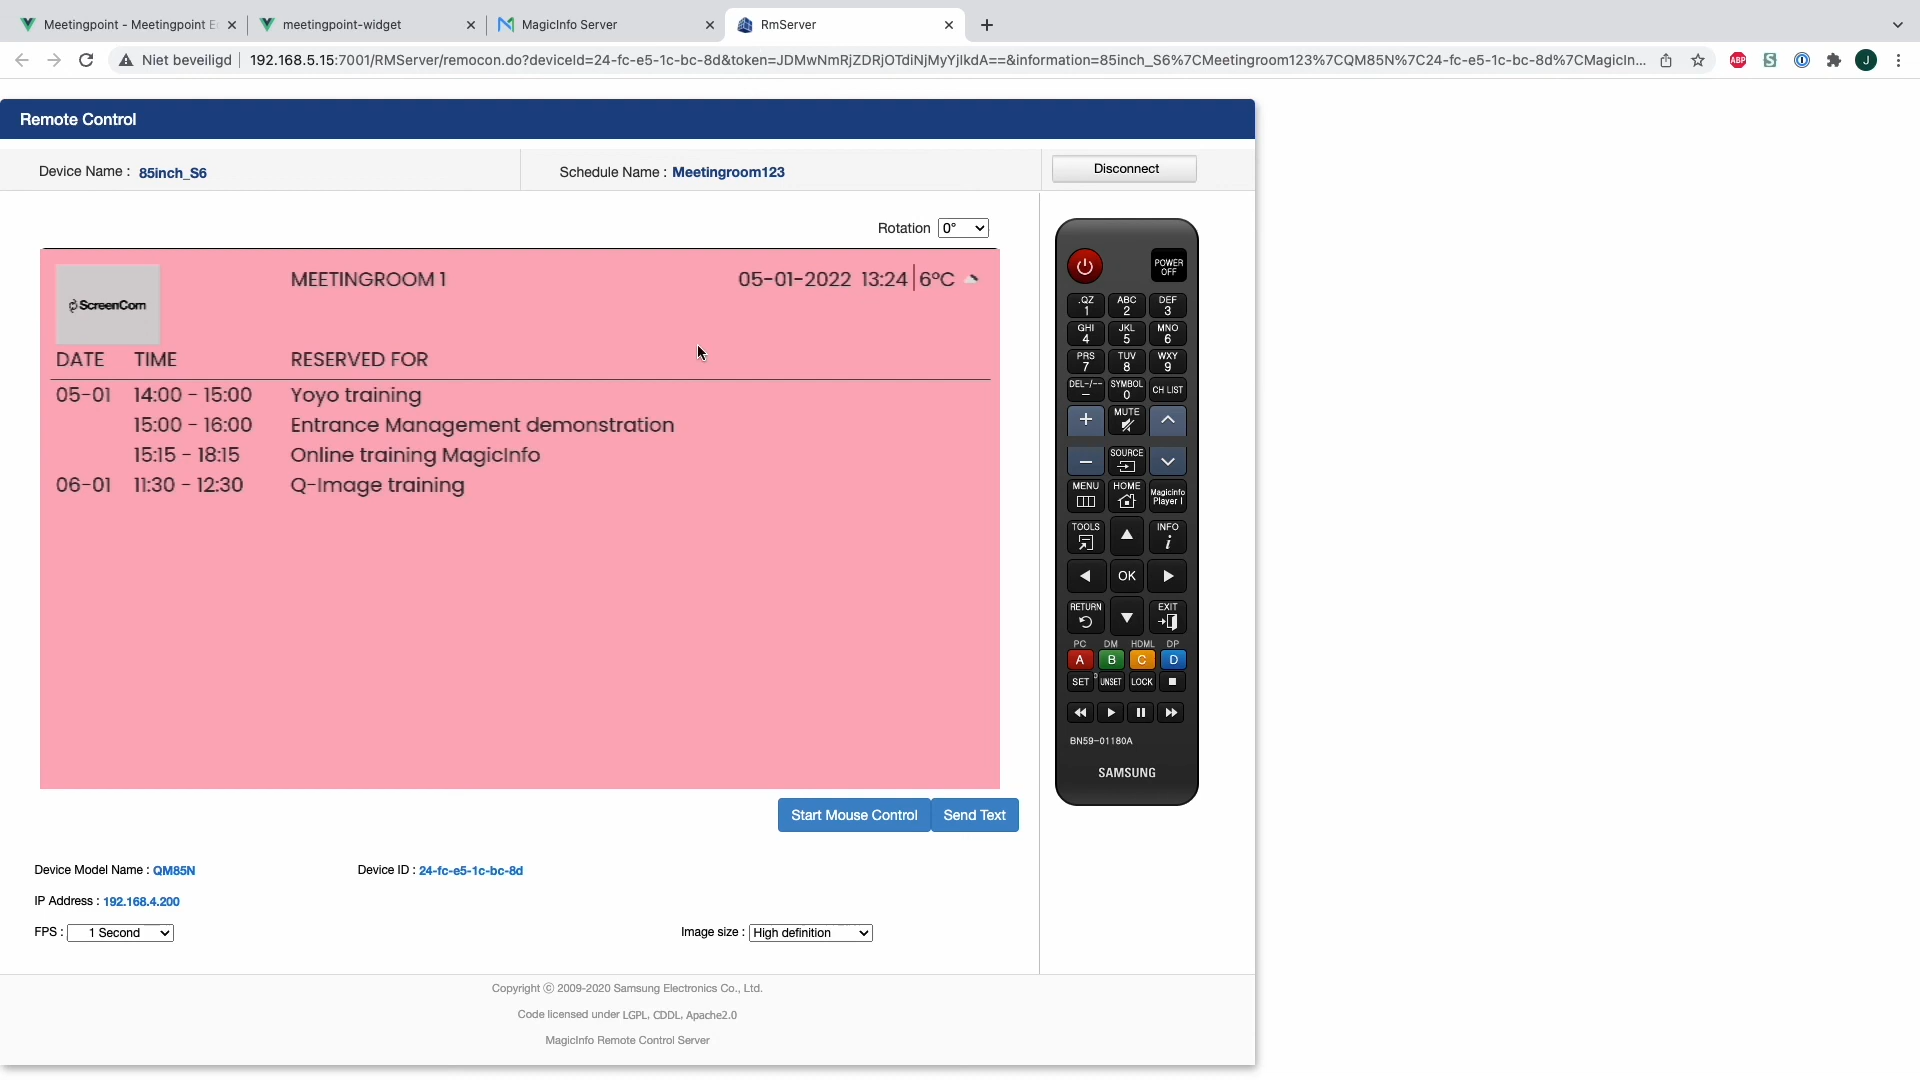 Meetingpoint - Meetingpoint E
meetingpoint-widget
MagicInfo Server
RmServer
Niet beveiligd
192.168.5.15:7001/RMServer/remocon.do?deviceId=24-fc-e5-1c-bc-8d&token=JDMwNmRjZDRjOTdiNjMyYjlkdA==&information=85inch_S6%7CMeetingroom123%7CQM85N%7C24-fc-e5-1c-bc-8d%7CMagicIn...
ABP
S
J
Remote Control
Device Name : 85inch_S6
Schedule Name : Meetingroom123
Disconnect
Rotation 0°
ScreenCom
MEETINGROOM 1
05-01-2022 13:24 6°C
DATE TIME RESERVED FOR
05-01 14:00 - 15:00 Yoyo training
15:00 - 16:00 Entrance Management demonstration
15:15 - 18:15 Online training MagicInfo
06-01 11:30 - 12:30 Q-Image training
POWER
OFF
.QZ ABC DEF
1 2 3
GHI JKL MNO
4 5 6
PRS TUV WXY
7 8 9
DEL-/-- SYMBOL CH LIST
– 0
+ MUTE
– SOURCE
MENU HOME MagicInfo
Player I
TOOLS INFO
i
OK
RETURN EXIT
PC DM HDML DP
A B C D
SET UNSET LOCK
BN59-01180A
SAMSUNG
Start Mouse Control Send Text
Device Model Name : QM85N
Device ID : 24-fc-e5-1c-bc-8d
IP Address : 192.168.4.200
FPS : 1 Second
Image size : High definition
Copyright ⓒ 2009-2020 Samsung Electronics Co., Ltd.
Code licensed under LGPL, CDDL, Apache2.0
MagicInfo Remote Control Server